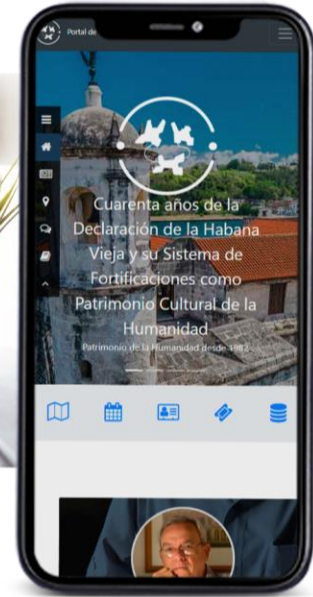 Portal de
Cuarenta años de la
Declaración de la Habana
Vieja y su Sistema de
Fortificaciones como
Patrimonio Cultural de la
Humanidad
Patrimonio de la Humanidad desde 1982